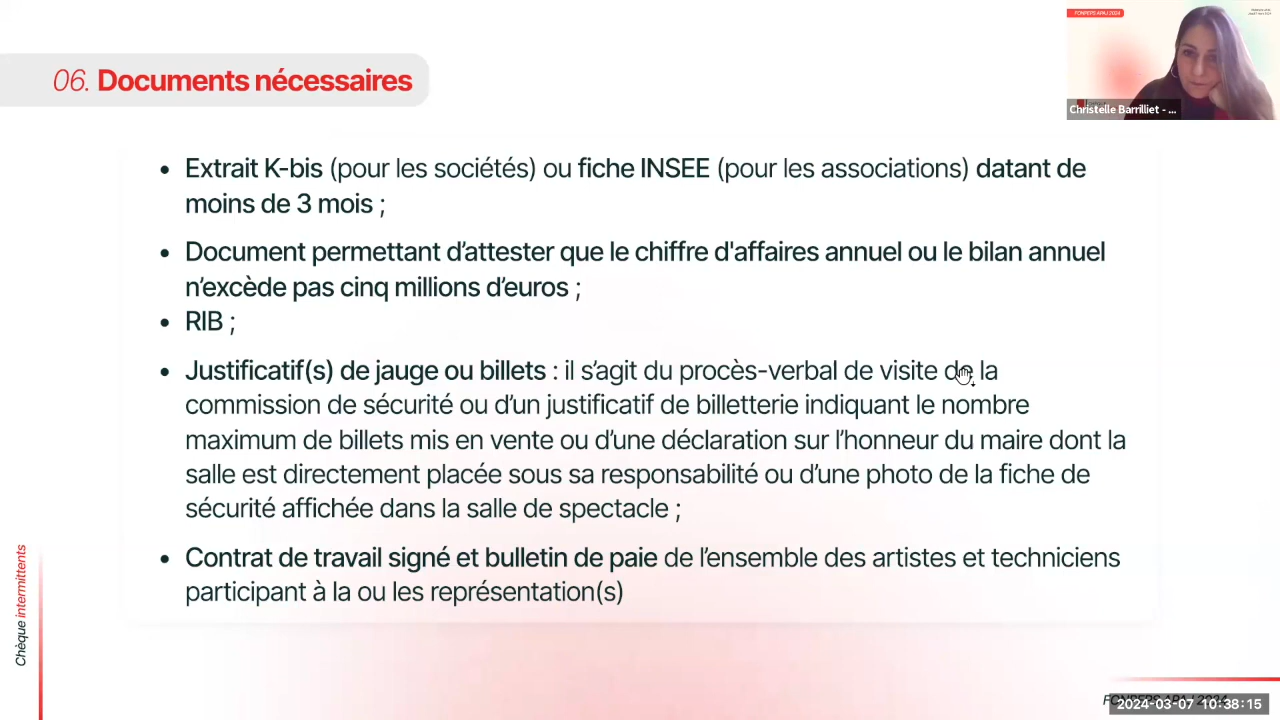 06. Documents nécessaires
FONPEPS APAJ 2024
Christelle Barrilliet - ...
• Extrait K-bis (pour les sociétés) ou fiche INSEE (pour les associations) datant de
moins de 3 mois ;
• Document permettant d’attester que le chiffre d'affaires annuel ou le bilan annuel
n’excède pas cinq millions d’euros ;
• RIB ;
• Justificatif(s) de jauge ou billets : il s’agit du procès-verbal de visite de la
commission de sécurité ou d’un justificatif de billetterie indiquant le nombre
maximum de billets mis en vente ou d’une déclaration sur l’honneur du maire dont la
salle est directement placée sous sa responsabilité ou d’une photo de la fiche de
sécurité affichée dans la salle de spectacle ;
• Contrat de travail signé et bulletin de paie de l’ensemble des artistes et techniciens
participant à la ou les représentation(s)
Chèque intermittents
FONPEPS APAJ 2024
2024-03-07 10:38:15